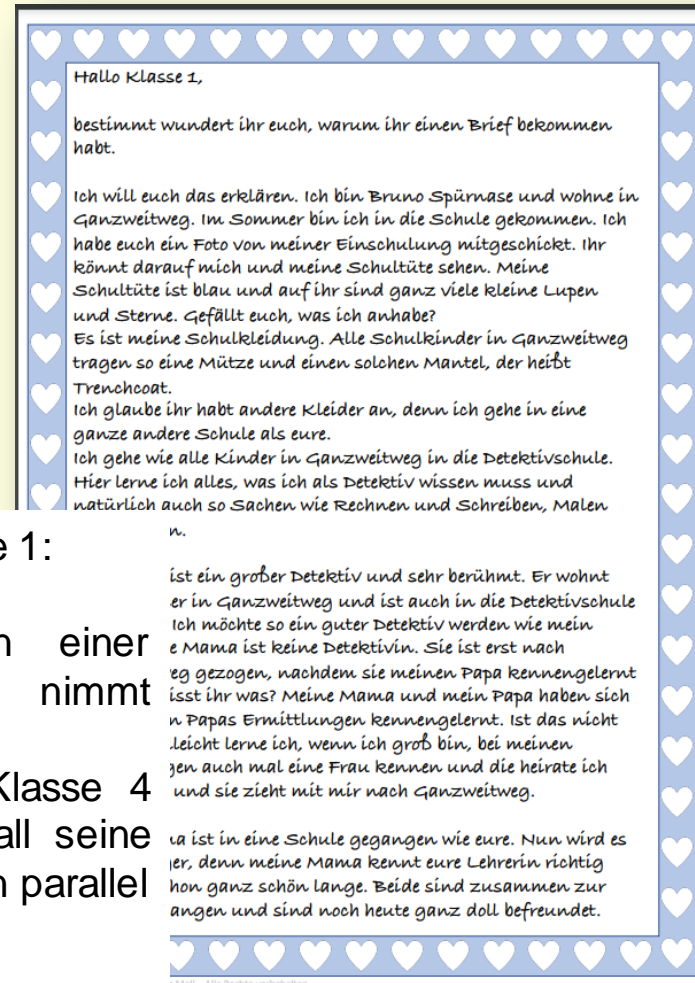 Hallo Klasse 1,
bestimmt wundert ihr euch, warum ihr einen Brief bekommen
habt.
Ich will euch das erklären. Ich bin Bruno Spürnase und wohne in
Ganzweitweg. Im Sommer bin ich in die Schule gekommen. Ich
habe euch ein Foto von meiner Einschulung mitgeschickt. Ihr
könnt darauf mich und meine Schultüte sehen. Meine
Schultüte ist blau und auf ihr sind ganz viele kleine Lupen
und Sterne. Gefällt euch, was ich anhabe?
Es ist meine Schulkleidung. Alle Schulkinder in Ganzweitweg
tragen so eine Mütze und einen solchen Mantel, der heißt
Trenchcoat.
Ich glaube ihr habt andere Kleider an, denn ich gehe in eine
ganze andere Schule als eure.
Ich gehe wie alle Kinder in Ganzweitweg in die Detektivschule.
Hier lerne ich alles, was ich als Detektiv wissen muss und
natürlich auch so Sachen wie Rechnen und Schreiben, Malen
n.
ist ein großer Detektiv und sehr berühmt. Er wohnt
er in Ganzweitweg und ist auch in die Detektivschule
Ich möchte so ein guter Detektiv werden wie mein
e Mama ist keine Detektivin. Sie ist erst nach
eg gezogen, nachdem sie meinen Papa kennengelernt
isst ihr was? Meine Mama und mein Papa haben sich
n Papas Ermittlungen kennengelernt. Ist das nicht
leicht lerne ich, wenn ich groß bin, bei meinen
gen auch mal eine Frau kennen und die heirate ich
und sie zieht mit mir nach Ganzweitweg.
a ist in eine Schule gegangen wie eure. Nun wird es
er, denn meine Mama kennt eure Lehrerin richtig
hon ganz schön lange. Beide sind zusammen zur
angen und sind noch heute ganz doll befreundet.
e 1:
n einer
nimmt
Klasse 4
all seine
n parallel